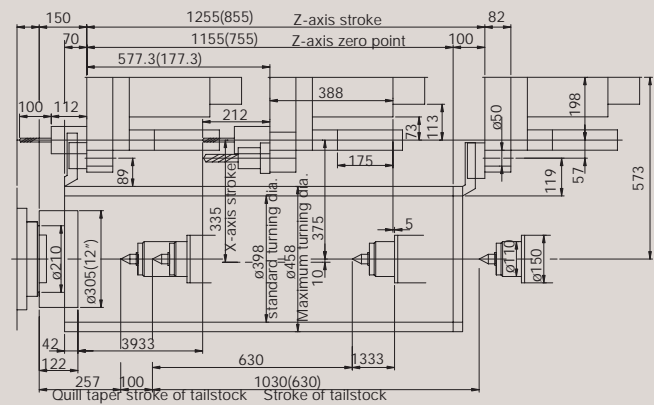 150 1255(855) Z-axis stroke 82
70 1155(755) Z-axis zero point 100
577.3(177.3)
388
100 112 212 73 113 ø50 198
175
89 119 57 573
335 X-axis stroke 375
5
ø210 ø305(12") ø398 standard turning dia. ø458 Maximum turning dia. 10 ø110 ø150
42 3933
122 630 1333
257 100 1030(630)
Quill taper stroke of tailstock Stroke of tailstock